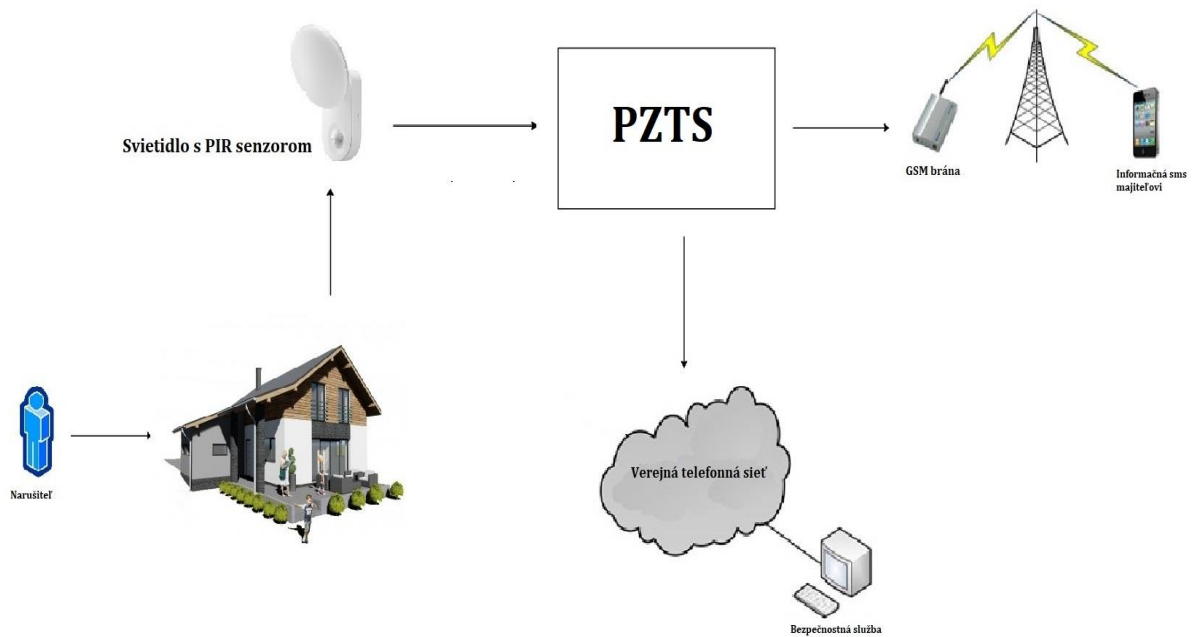 Svietidlo s PIR senzorom
PZTS
GSM brána
Informačná sms
majiteľovi
Narušiteľ
Verejná telefonná sieť
Bezpečnostná služba